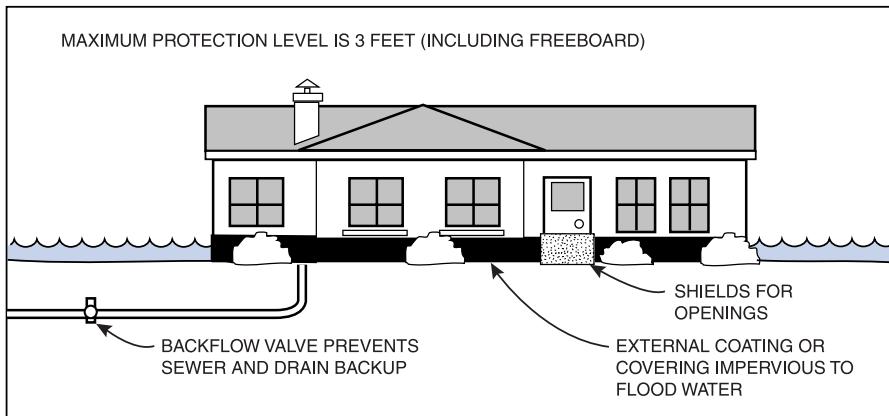 MAXIMUM PROTECTION LEVEL IS 3 FEET (INCLUDING FREEBOARD)
SHIELDS FOR
OPENINGS
BACKFLOW VALVE PREVENTS
SEWER AND DRAIN BACKUP
EXTERNAL COATING OR
COVERING IMPERVIOUS TO
FLOOD WATER